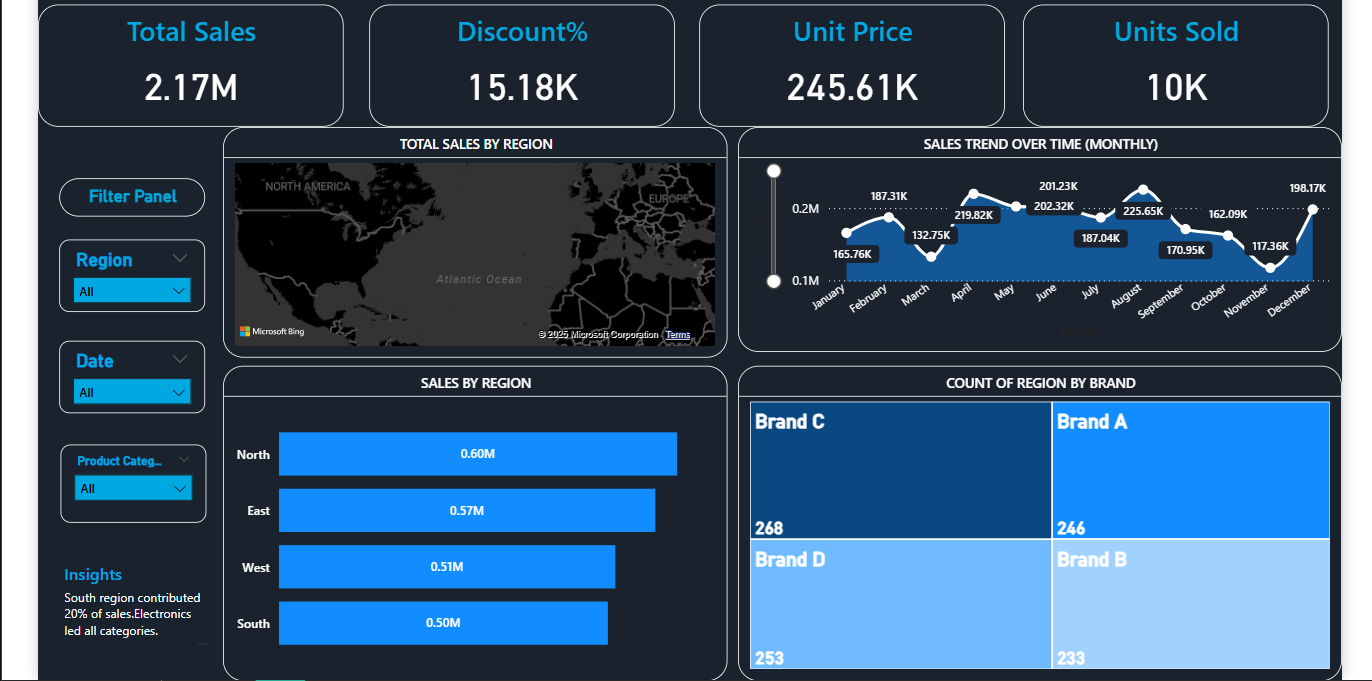 Total Sales
2.17M
Discount%
15.18K
Unit Price
245.61K
Units Sold
10K
Filter Panel
Region
All
Date
All
Product Categ...
All
Insights
South region contributed
20% of sales.Electronics
led all categories.
TOTAL SALES BY REGION
NORTH AMERICA
EUROPE
Atlantic Ocean
Microsoft Bing
© 2025 Microsoft Corporation Terms
SALES TREND OVER TIME (MONTHLY)
0.2M
0.1M
165.76K
187.31K
132.75K
219.82K
202.32K
201.23K
187.04K
225.65K
170.95K
162.09K
117.36K
198.17K
January
February
March
April
May
June
July
August
September
October
November
December
SALES BY REGION
North 0.60M
East 0.57M
West 0.51M
South 0.50M
COUNT OF REGION BY BRAND
Brand C
268
Brand A
246
Brand D
253
Brand B
233